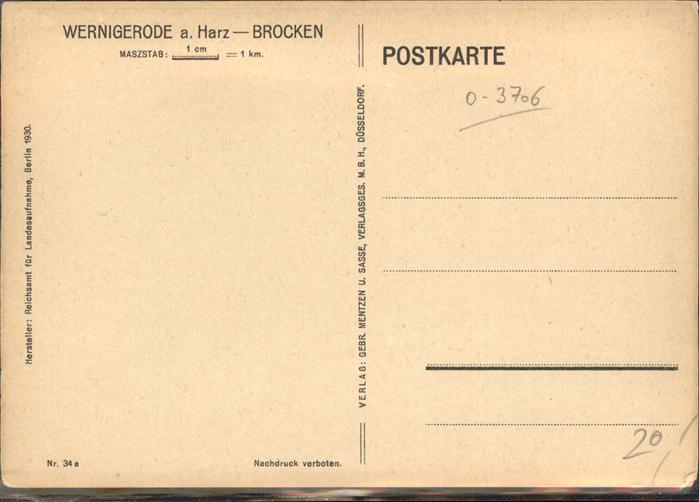 WERNIGERODE a. Harz — BROCKEN
MASZSTAB: 1 cm = 1 km.
Hersteller: Reichsamt für Landesaufnahme, Berlin 1930.
Nr. 34a
Nachdruck verboten.
VERLAG: GEBR. MENTZEN U. SASSE, VERLAGSGES. M. B. H., DÜSSELDORF.
POSTKARTE
0-3706
20